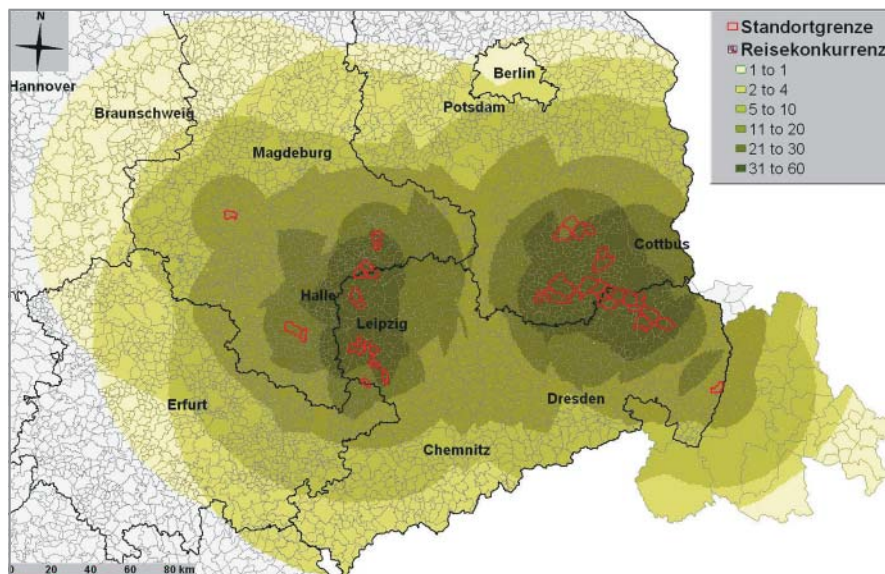 N
Standortgrenze
Reisekonkurrenz
1 to 1
2 to 4
5 to 10
11 to 20
21 to 30
31 to 60
Berlin
Hannover
Braunschweig
Potsdam
Magdeburg
Cottbus
Halle
Leipzig
Erfurt
Dresden
Chemnitz
0 20 40 60 80 km